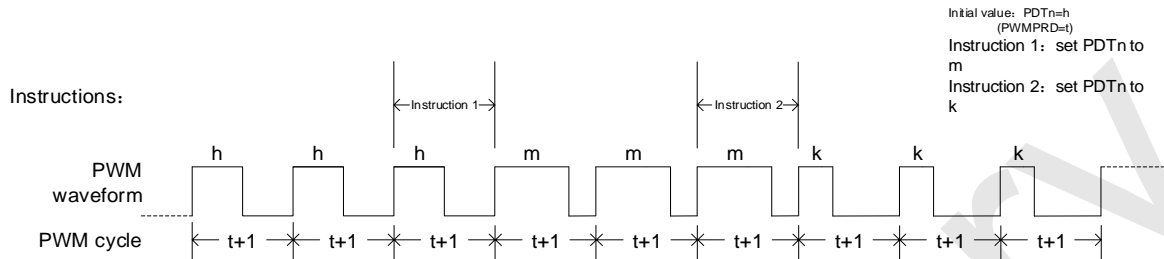 Initial value：PDTn=h
(PWMPRD=t)
Instruction 1：set PDTn to
m
Instruction 2：set PDTn to
k
Instructions：
Instruction 1
Instruction 2
h h h m m m k k k
PWM
waveform
PWM cycle t+1 t+1 t+1 t+1 t+1 t+1 t+1 t+1 t+1